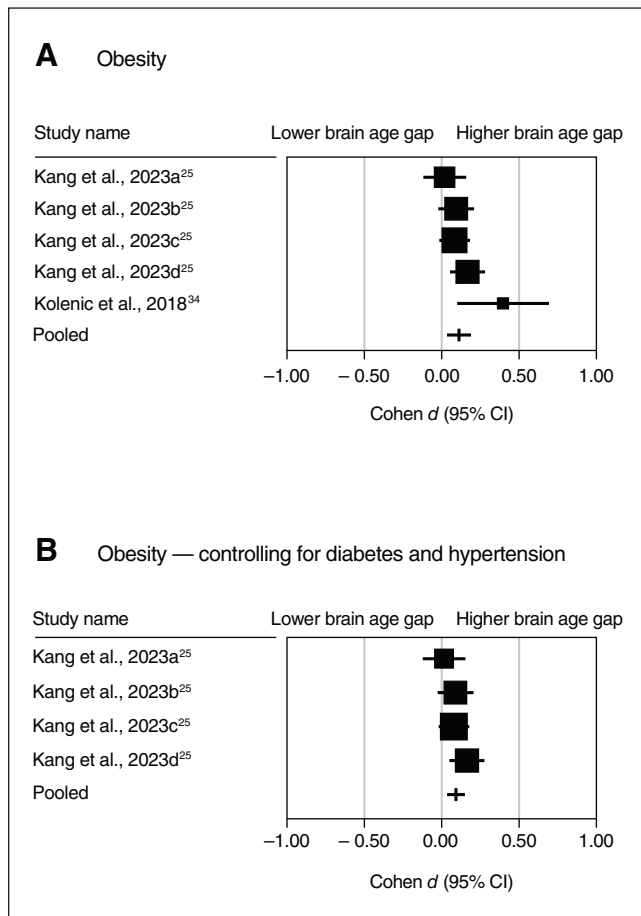 A Obesity
Study name Lower brain age gap Higher brain age gap
Kang et al., 2023a²⁵
Kang et al., 2023b²⁵
Kang et al., 2023c²⁵
Kang et al., 2023d²⁵
Kolenic et al., 2018³⁴
Pooled
−1.00 − 0.50 0.00 0.50 1.00
Cohen d (95% CI)
B Obesity — controlling for diabetes and hypertension
Study name Lower brain age gap Higher brain age gap
Kang et al., 2023a²⁵
Kang et al., 2023b²⁵
Kang et al., 2023c²⁵
Kang et al., 2023d²⁵
Pooled
−1.00 − 0.50 0.00 0.50 1.00
Cohen d (95% CI)